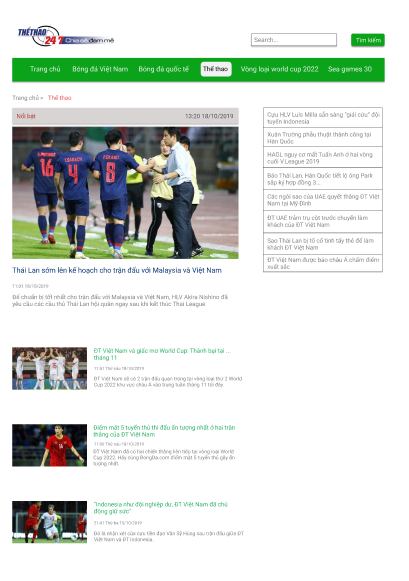 THỂTHAO
24 7 Chia sẻ đam mê
Search...
Tìm kiếm
Trang chủ Bóng đá Việt Nam Bóng đá quốc tế Thể thao Vòng loại world cup 2022 Sea games 30
Trang chủ » Thể thao
Nổi bật 13:20 18/10/2019
16 4 8
Thái Lan sớm lên kế hoạch cho trận đấu với Malaysia và Việt Nam
Để chuẩn bị tốt nhất cho trận đấu với Malaysia và Việt Nam, HLV Akira Nishino đã
yêu cầu các cầu thủ Thái Lan hội quân ngay sau khi kết thúc Thai League
ĐT Việt Nam và giấc mơ World Cup: Thành bại tại ...
tháng 11
11:51 Thứ sáu 18/10/2019
ĐT Việt Nam sẽ có 2 trận đấu quan trọng tại vòng loại thứ 2 World
Cup 2022 khu vực châu Á vào trung tuần tháng 11 tới đây.
Điểm mặt 5 tuyển thủ thi đấu ấn tượng nhất ở hai trận
thắng của ĐT Việt Nam
11:50 Thứ sáu 18/10/2019
ĐT Việt Nam đã có hai chiến thắng liên tiếp tại vòng loại World
Cup 2022. Hãy cùng BongDa.com điểm mặt 5 tuyển thủ gây ấn
tượng nhất.
"Indonesia như đội nghiệp dư, ĐT Việt Nam đã chủ
động giữ sức"
11:41 Thứ ba 15/10/2019
Đó là nhận xét của cựu tiền đạo Văn Sỹ Hùng sau trận đấu giữa ĐT
Việt Nam và ĐT Indonesia.
Cựu HLV Luis Milla sẵn sàng "giải cứu" đội
tuyển Indonesia
Xuân Trường phẫu thuật thành công tại
Hàn Quốc
HAGL nguy cơ mất Tuấn Anh ở hai vòng
cuối V.League 2019
Báo Thái Lan, Hàn Quốc tiết lộ ông Park
sắp ký hợp đồng 3...
Các ngôi sao của UAE quyết thắng ĐT Việt
Nam tại Mỹ Đình
ĐT UAE trảm trụ cột trước chuyến làm
khách của ĐT Việt Nam
Sao Thái Lan bị tố cố tình tẩy thẻ để làm
khách ĐT Việt Nam
ĐT Việt Nam được báo châu Á chấm điểm
xuất sắc